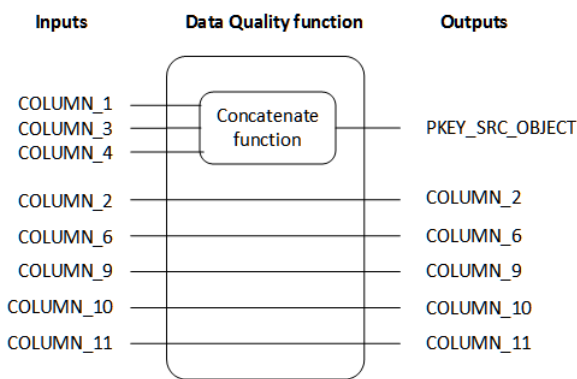 Inputs
Data Quality function
Outputs
COLUMN_1
COLUMN_3
COLUMN_4
Concatenate
function
PKEY_SRC_OBJECT
COLUMN_2
COLUMN_2
COLUMN_6
COLUMN_6
COLUMN_9
COLUMN_9
COLUMN_10
COLUMN_10
COLUMN_11
COLUMN_11